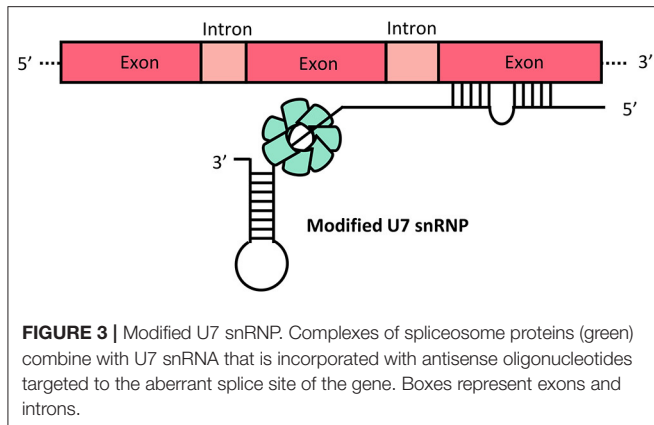 Intron Intron
5’ Exon Exon Exon 3’
5’
3’
Modified U7 snRNP
FIGURE 3 | Modified U7 snRNP. Complexes of spliceosome proteins (green)
combine with U7 snRNA that is incorporated with antisense oligonucleotides
targeted to the aberrant splice site of the gene. Boxes represent exons and
introns.